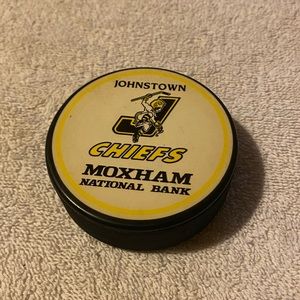 JOHNSTOWN
J
CHIEFS
MOXHAM
NATIONAL BANK